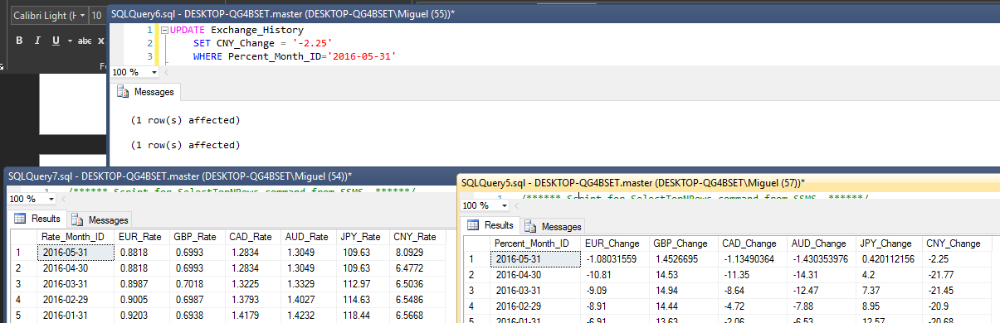 Calibri Light (H 10
SQLQuery6.sql - DESKTOP-QG4BSET.master (DESKTOP-QG4BSET\Miguel (55))*
B I U abc x
1 UPDATE Exchange_History
2 SET CNY_Change = '-2.25'
3 WHERE Percent_Month_ID='2016-05-31'
100 %
Messages
(1 row(s) affected)
(1 row(s) affected)
SQLQuery7.sql - DESKTOP-QG4BSET.master (DESKTOP-QG4BSET\Miguel (54))*
1 /****** Script for SelectTopNRows command from SSMS ******/
100 %
Results Messages
Rate_Month_ID EUR_Rate GBP_Rate CAD_Rate AUD_Rate JPY_Rate CNY_Rate
1 2016-05-31 0.8818 0.6993 1.2834 1.3049 109.63 8.0929
2 2016-04-30 0.8818 0.6993 1.2834 1.3049 109.63 6.4772
3 2016-03-31 0.8987 0.7018 1.3225 1.3329 112.97 6.5036
4 2016-02-29 0.9005 0.6987 1.3793 1.4027 114.63 6.5486
5 2016-01-31 0.9203 0.6938 1.4179 1.4232 118.44 6.5668
SQLQuery5.sql - DESKTOP-QG4BSET.master (DESKTOP-QG4BSET\Miguel (57))*
1 /****** Script for SelectTopNRows command from SSMS ******/
100 %
Results Messages
Percent_Month_ID EUR_Change GBP_Change CAD_Change AUD_Change JPY_Change CNY_Change
1 2016-05-31 -1.08031559 1.4526695 -1.13490364 -1.430353976 0.420112156 -2.25
2 2016-04-30 -10.81 14.53 -11.35 -14.31 4.2 -21.77
3 2016-03-31 -9.09 14.94 -8.64 -12.47 7.37 -21.45
4 2016-02-29 -8.91 14.44 -4.72 -7.88 8.95 -20.9
5 2016-01-31 -6.91 13.63 -2.06 -6.53 12.57 -20.68